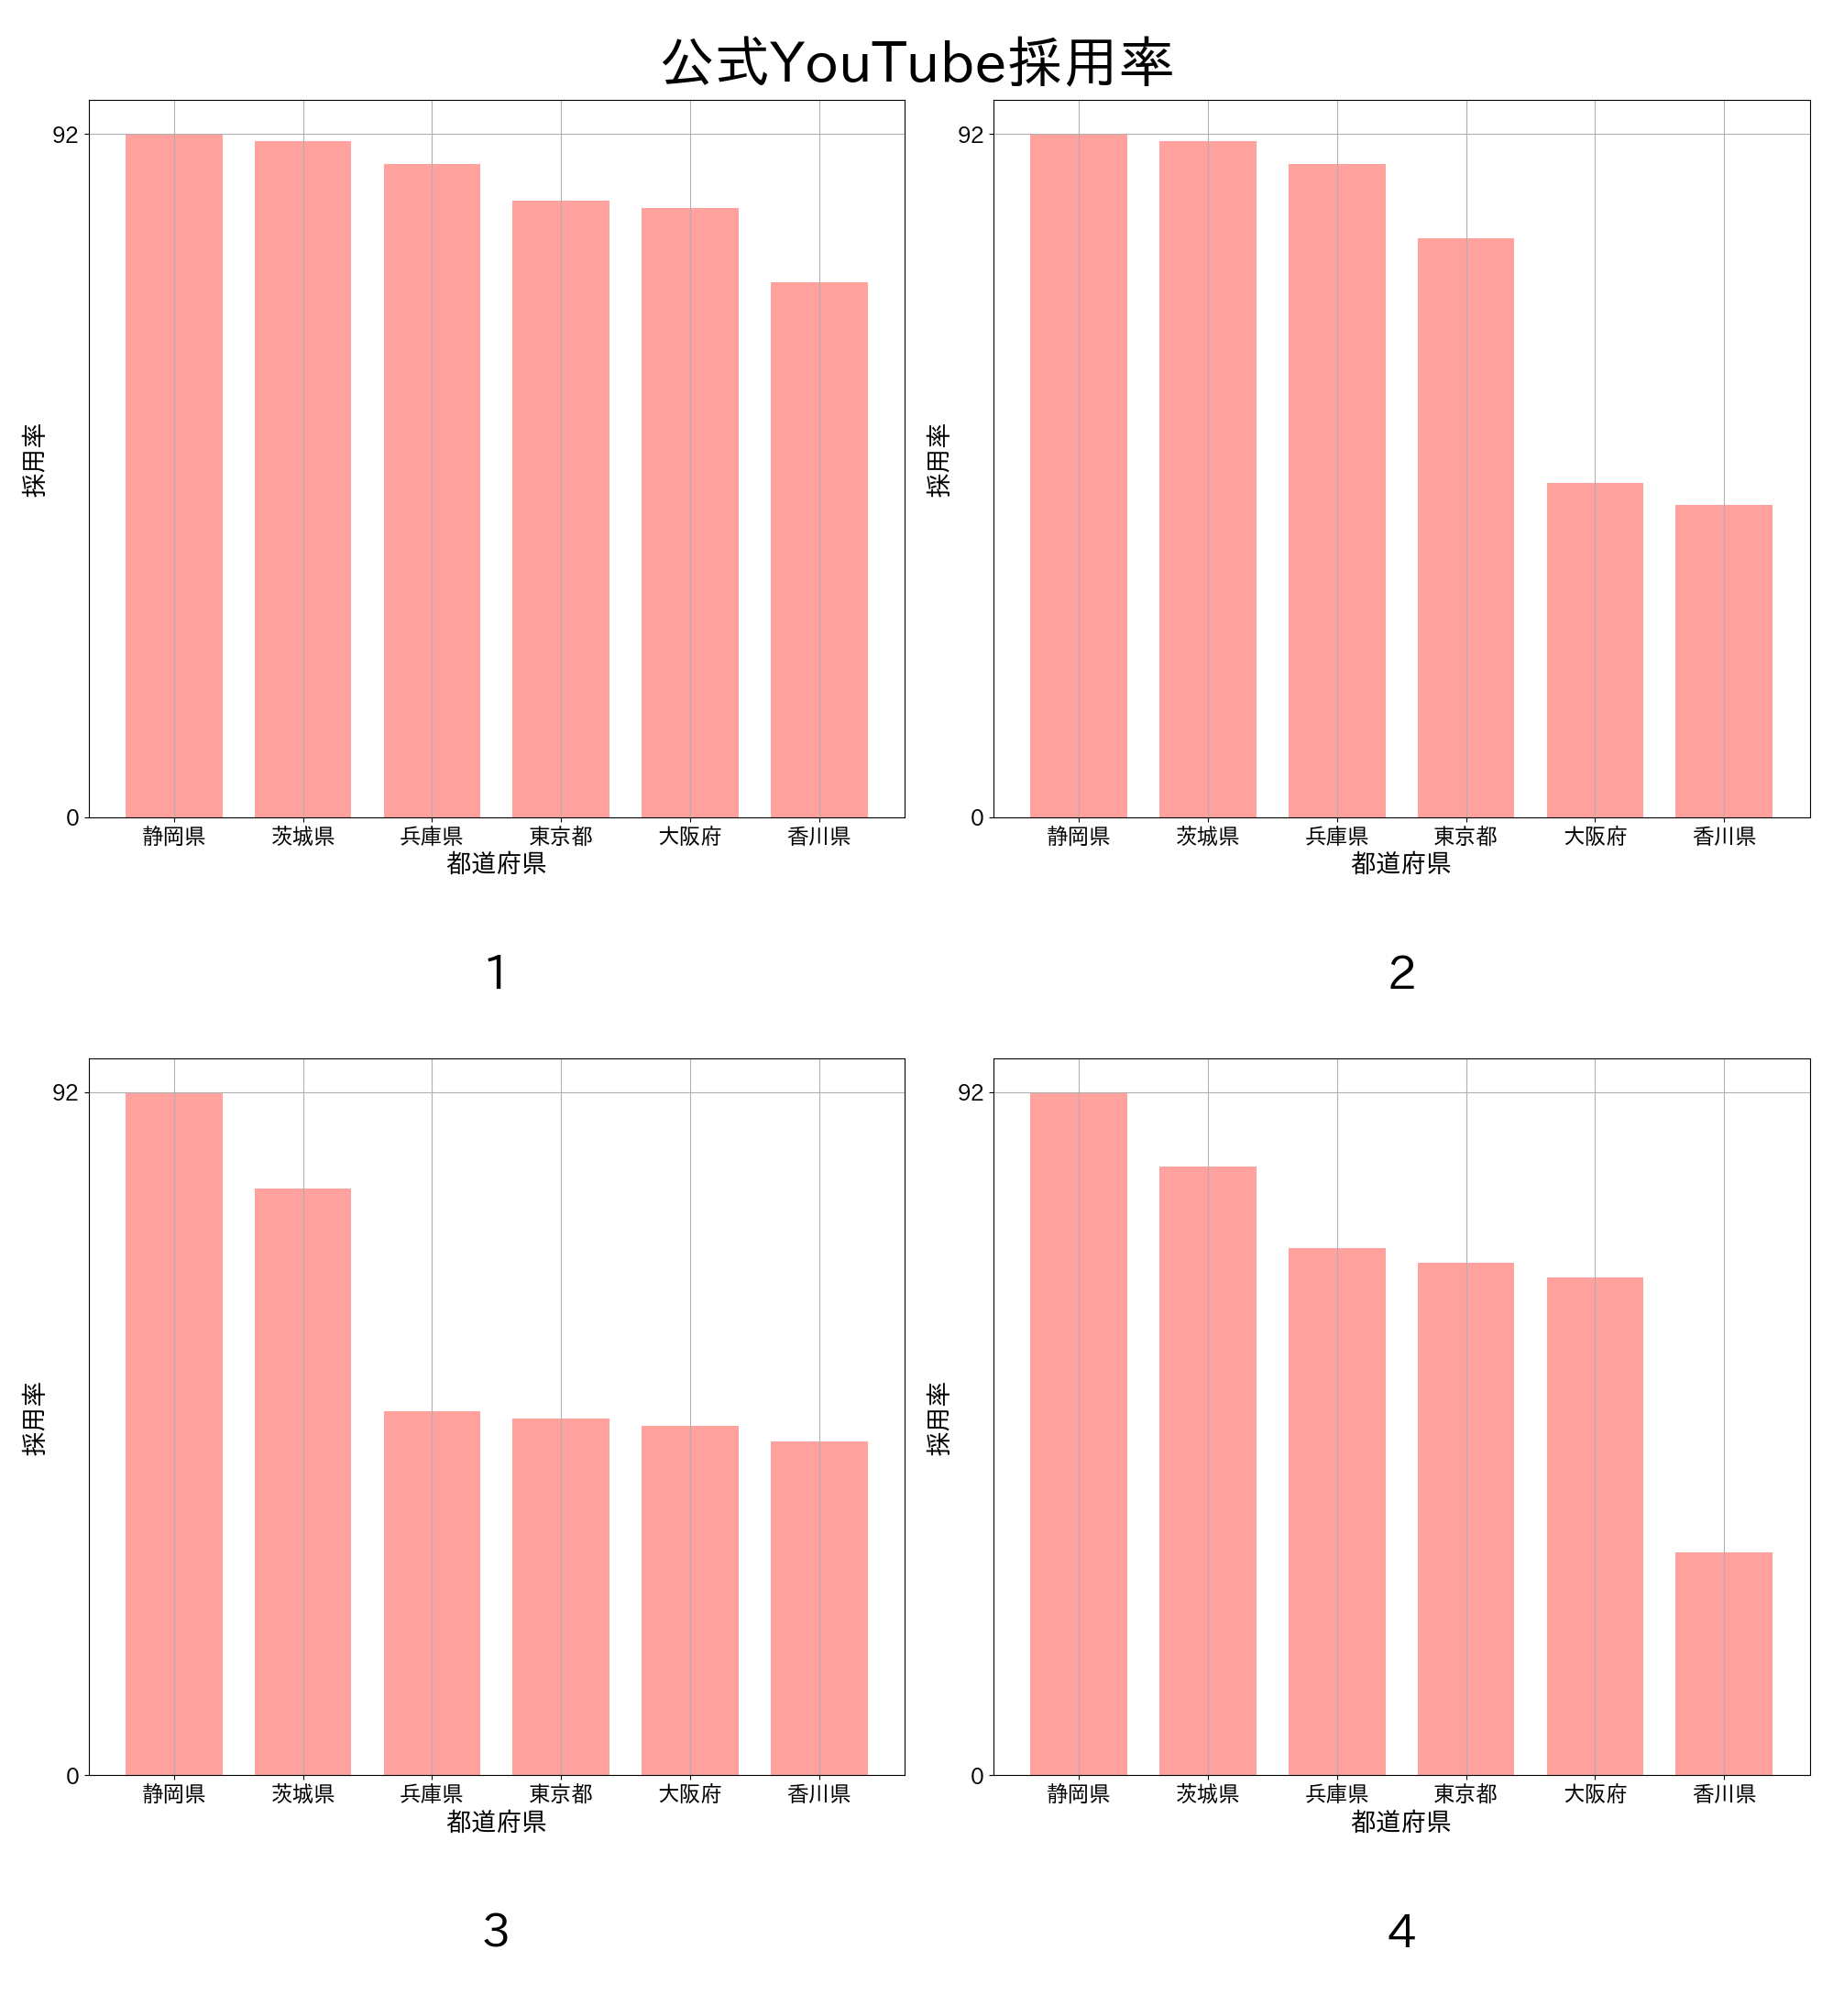 公式YouTube採用率
92
採用率
0
静岡県 茨城県 兵庫県 東京都 大阪府 香川県
都道府県
1
92
採用率
0
静岡県 茨城県 兵庫県 東京都 大阪府 香川県
都道府県
2
92
採用率
0
静岡県 茨城県 兵庫県 東京都 大阪府 香川県
都道府県
3
92
採用率
0
静岡県 茨城県 兵庫県 東京都 大阪府 香川県
都道府県
4